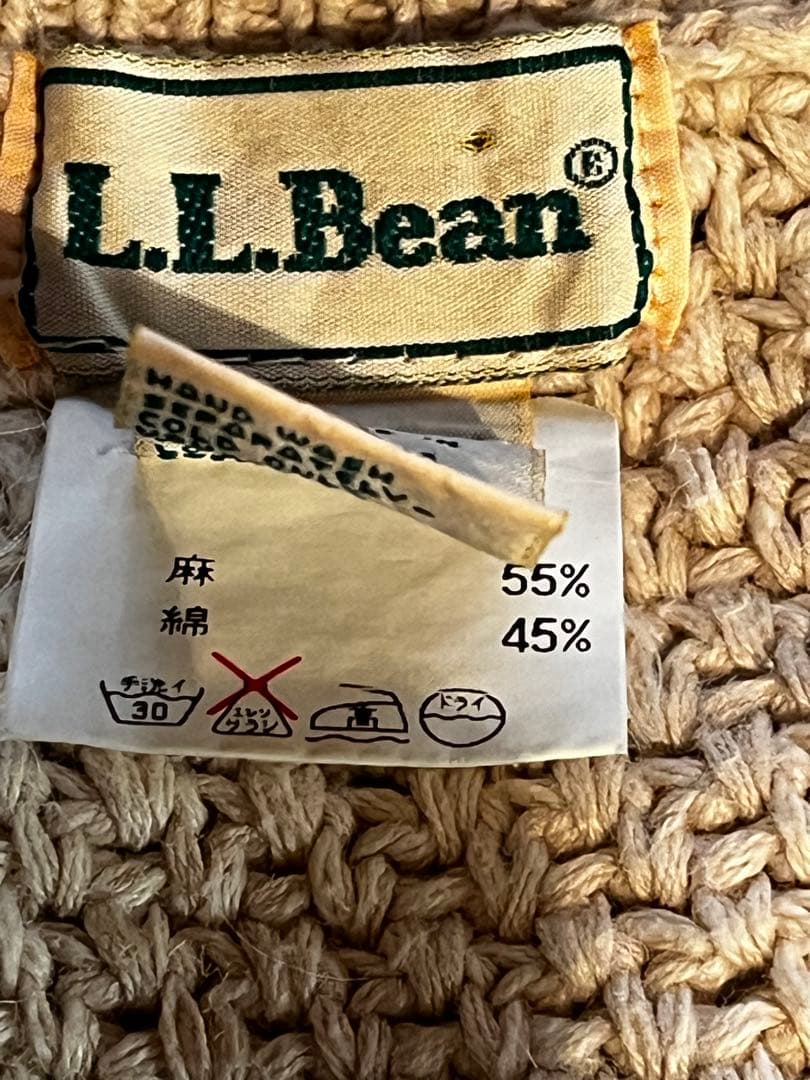 L.L.Bean®
HAND WASH
SEPARATELY-
COLD
麻 55%
綿 45%
手洗イ
30
エンソ
サラシ
高
ドライ